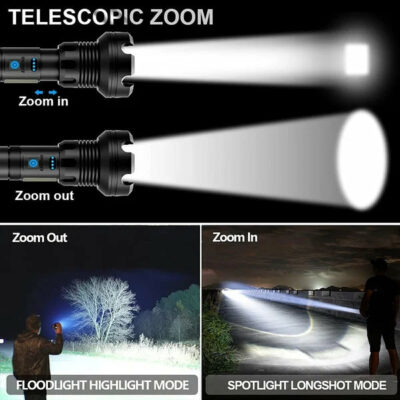 TELESCOPIC ZOOM
Zoom in
Zoom out
Zoom Out
Zoom In
FLOODLIGHT HIGHLIGHT MODE
SPOTLIGHT LONGSHOT MODE